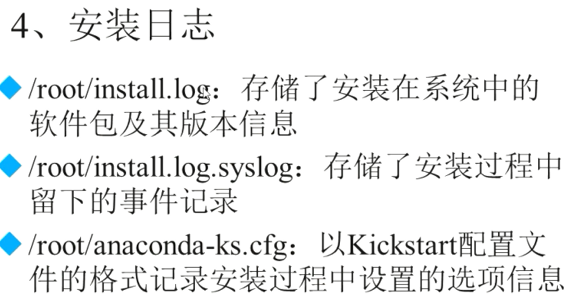 4、安装日志
/root/install.log：存储了安装在系统中的
软件包及其版本信息
/root/install.log.syslog：存储了安装过程中
留下的事件记录
/root/anaconda-ks.cfg：以Kickstart配置文
件的格式记录安装过程中设置的选项信息